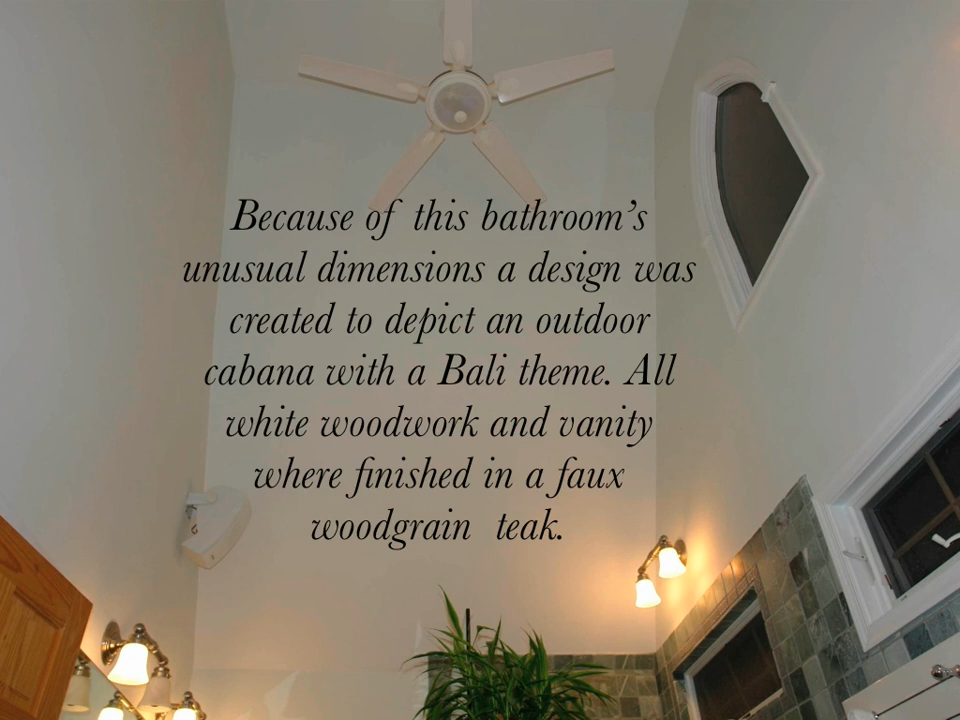 Because of this bathroom’s
unusual dimensions a design was
created to depict an outdoor
cabana with a Bali theme. All
white woodwork and vanity
where finished in a faux
woodgrain teak.